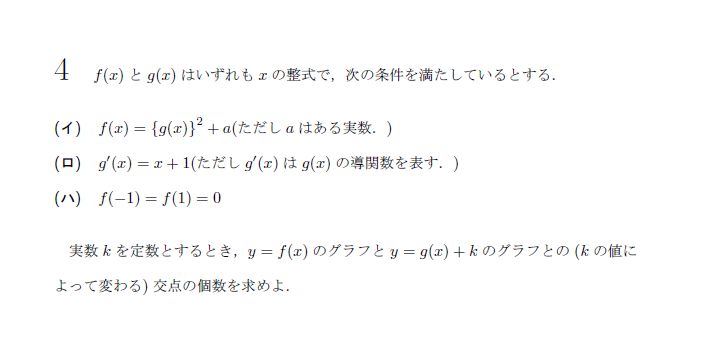 4 f(x) と g(x) はいずれも x の整式で，次の条件を満たしているとする．
(イ) f(x) = {g(x)}² + a(ただし a はある実数．)
(ロ) g′(x) = x + 1(ただし g′(x) は g(x) の導関数を表す．)
(ハ) f(−1) = f(1) = 0
実数 k を定数とするとき，y = f(x) のグラフと y = g(x) + k のグラフとの (k の値に
よって変わる) 交点の個数を求めよ．